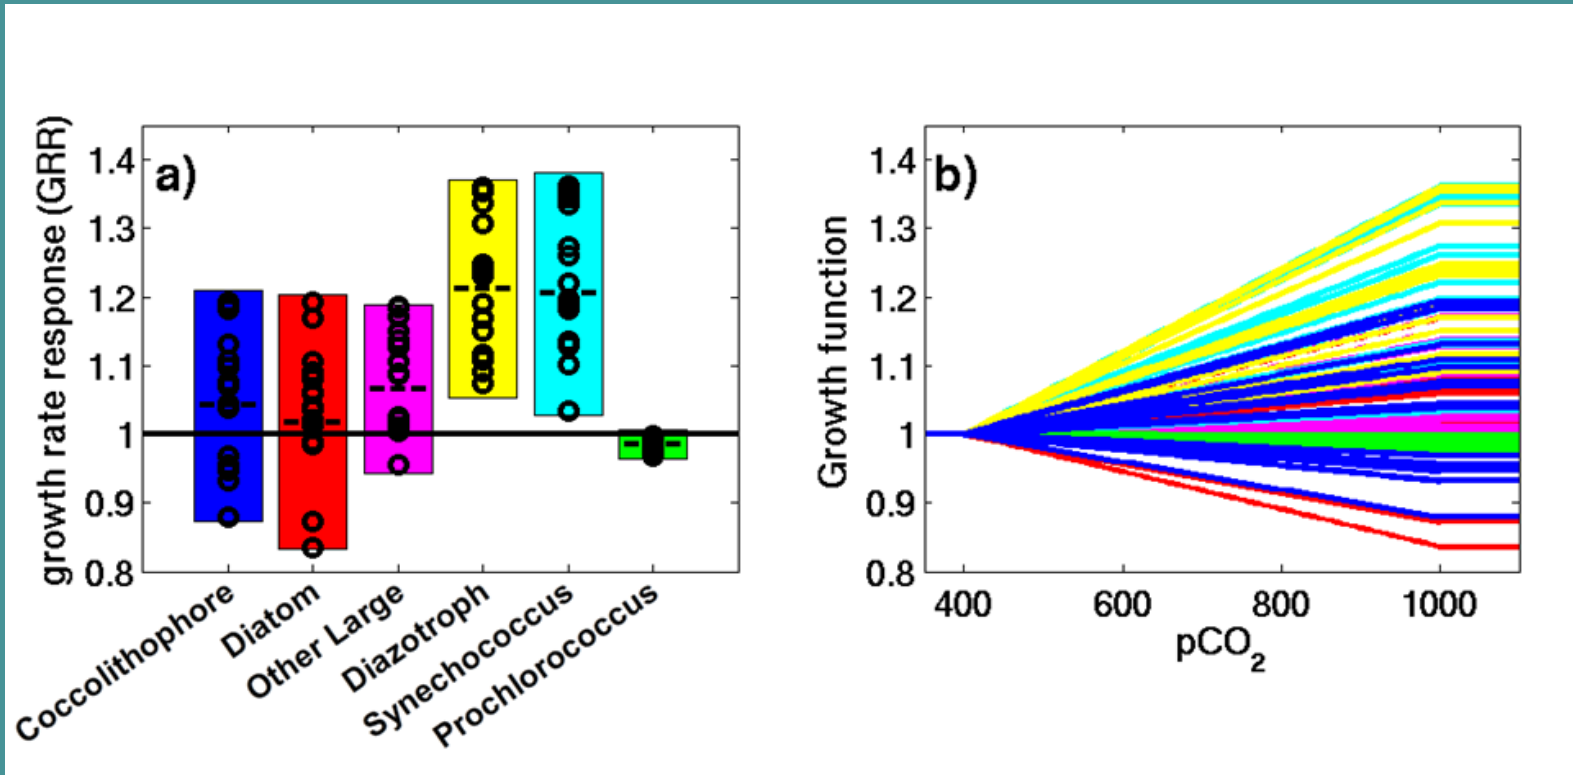 a)
growth rate response (GRR)
1.4
1.3
1.2
1.1
1
0.9
0.8
Coccolithophore
Diatom
Other Large
Diazotroph
Synechococcus
Prochlorococcus
b)
Growth function
1.4
1.3
1.2
1.1
1
0.9
0.8
400 600 800 1000
pCO₂